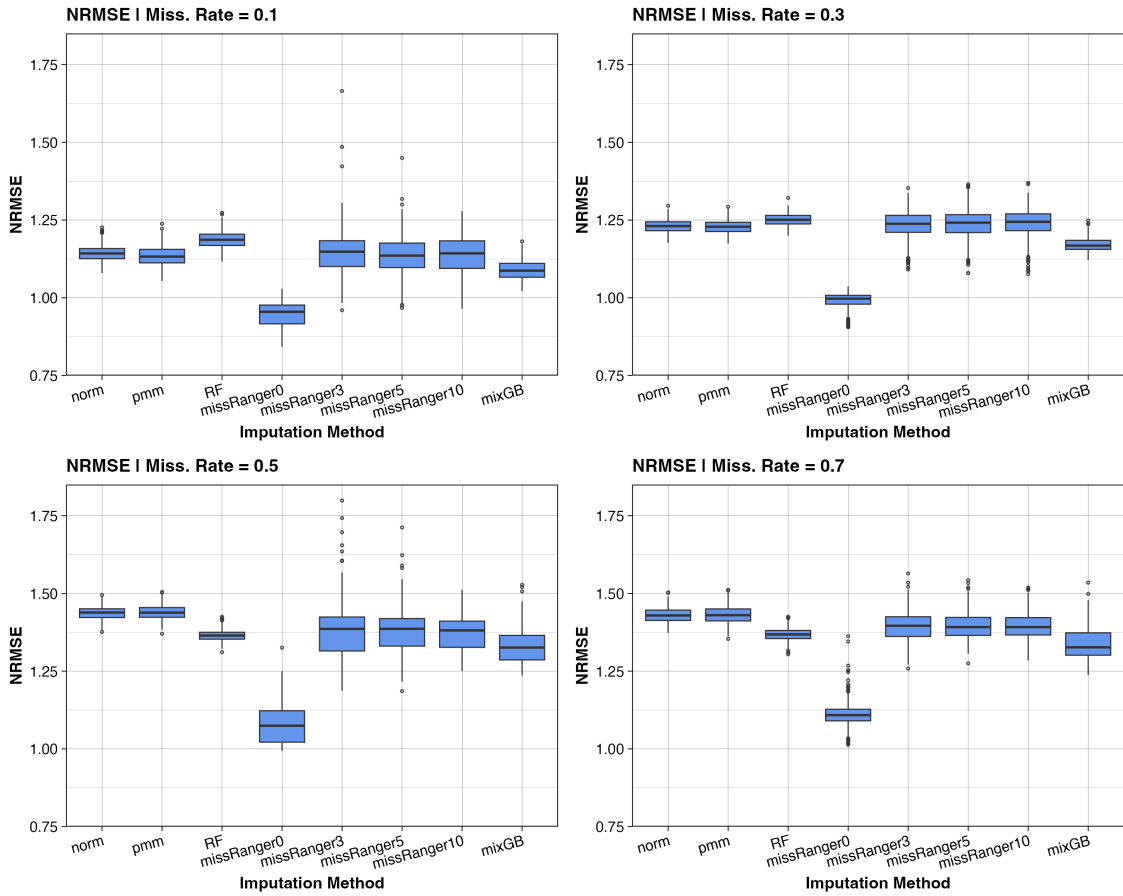 NRMSE | Miss. Rate = 0.1
NRMSE
1.75
1.50
1.25
1.00
0.75
norm pmm RF missRanger0 missRanger3 missRanger5 missRanger10 mixGB
Imputation Method
NRMSE | Miss. Rate = 0.3
NRMSE
1.75
1.50
1.25
1.00
0.75
norm pmm RF missRanger0 missRanger3 missRanger5 missRanger10 mixGB
Imputation Method
NRMSE | Miss. Rate = 0.5
NRMSE
1.75
1.50
1.25
1.00
0.75
norm pmm RF missRanger0 missRanger3 missRanger5 missRanger10 mixGB
Imputation Method
NRMSE | Miss. Rate = 0.7
NRMSE
1.75
1.50
1.25
1.00
0.75
norm pmm RF missRanger0 missRanger3 missRanger5 missRanger10 mixGB
Imputation Method